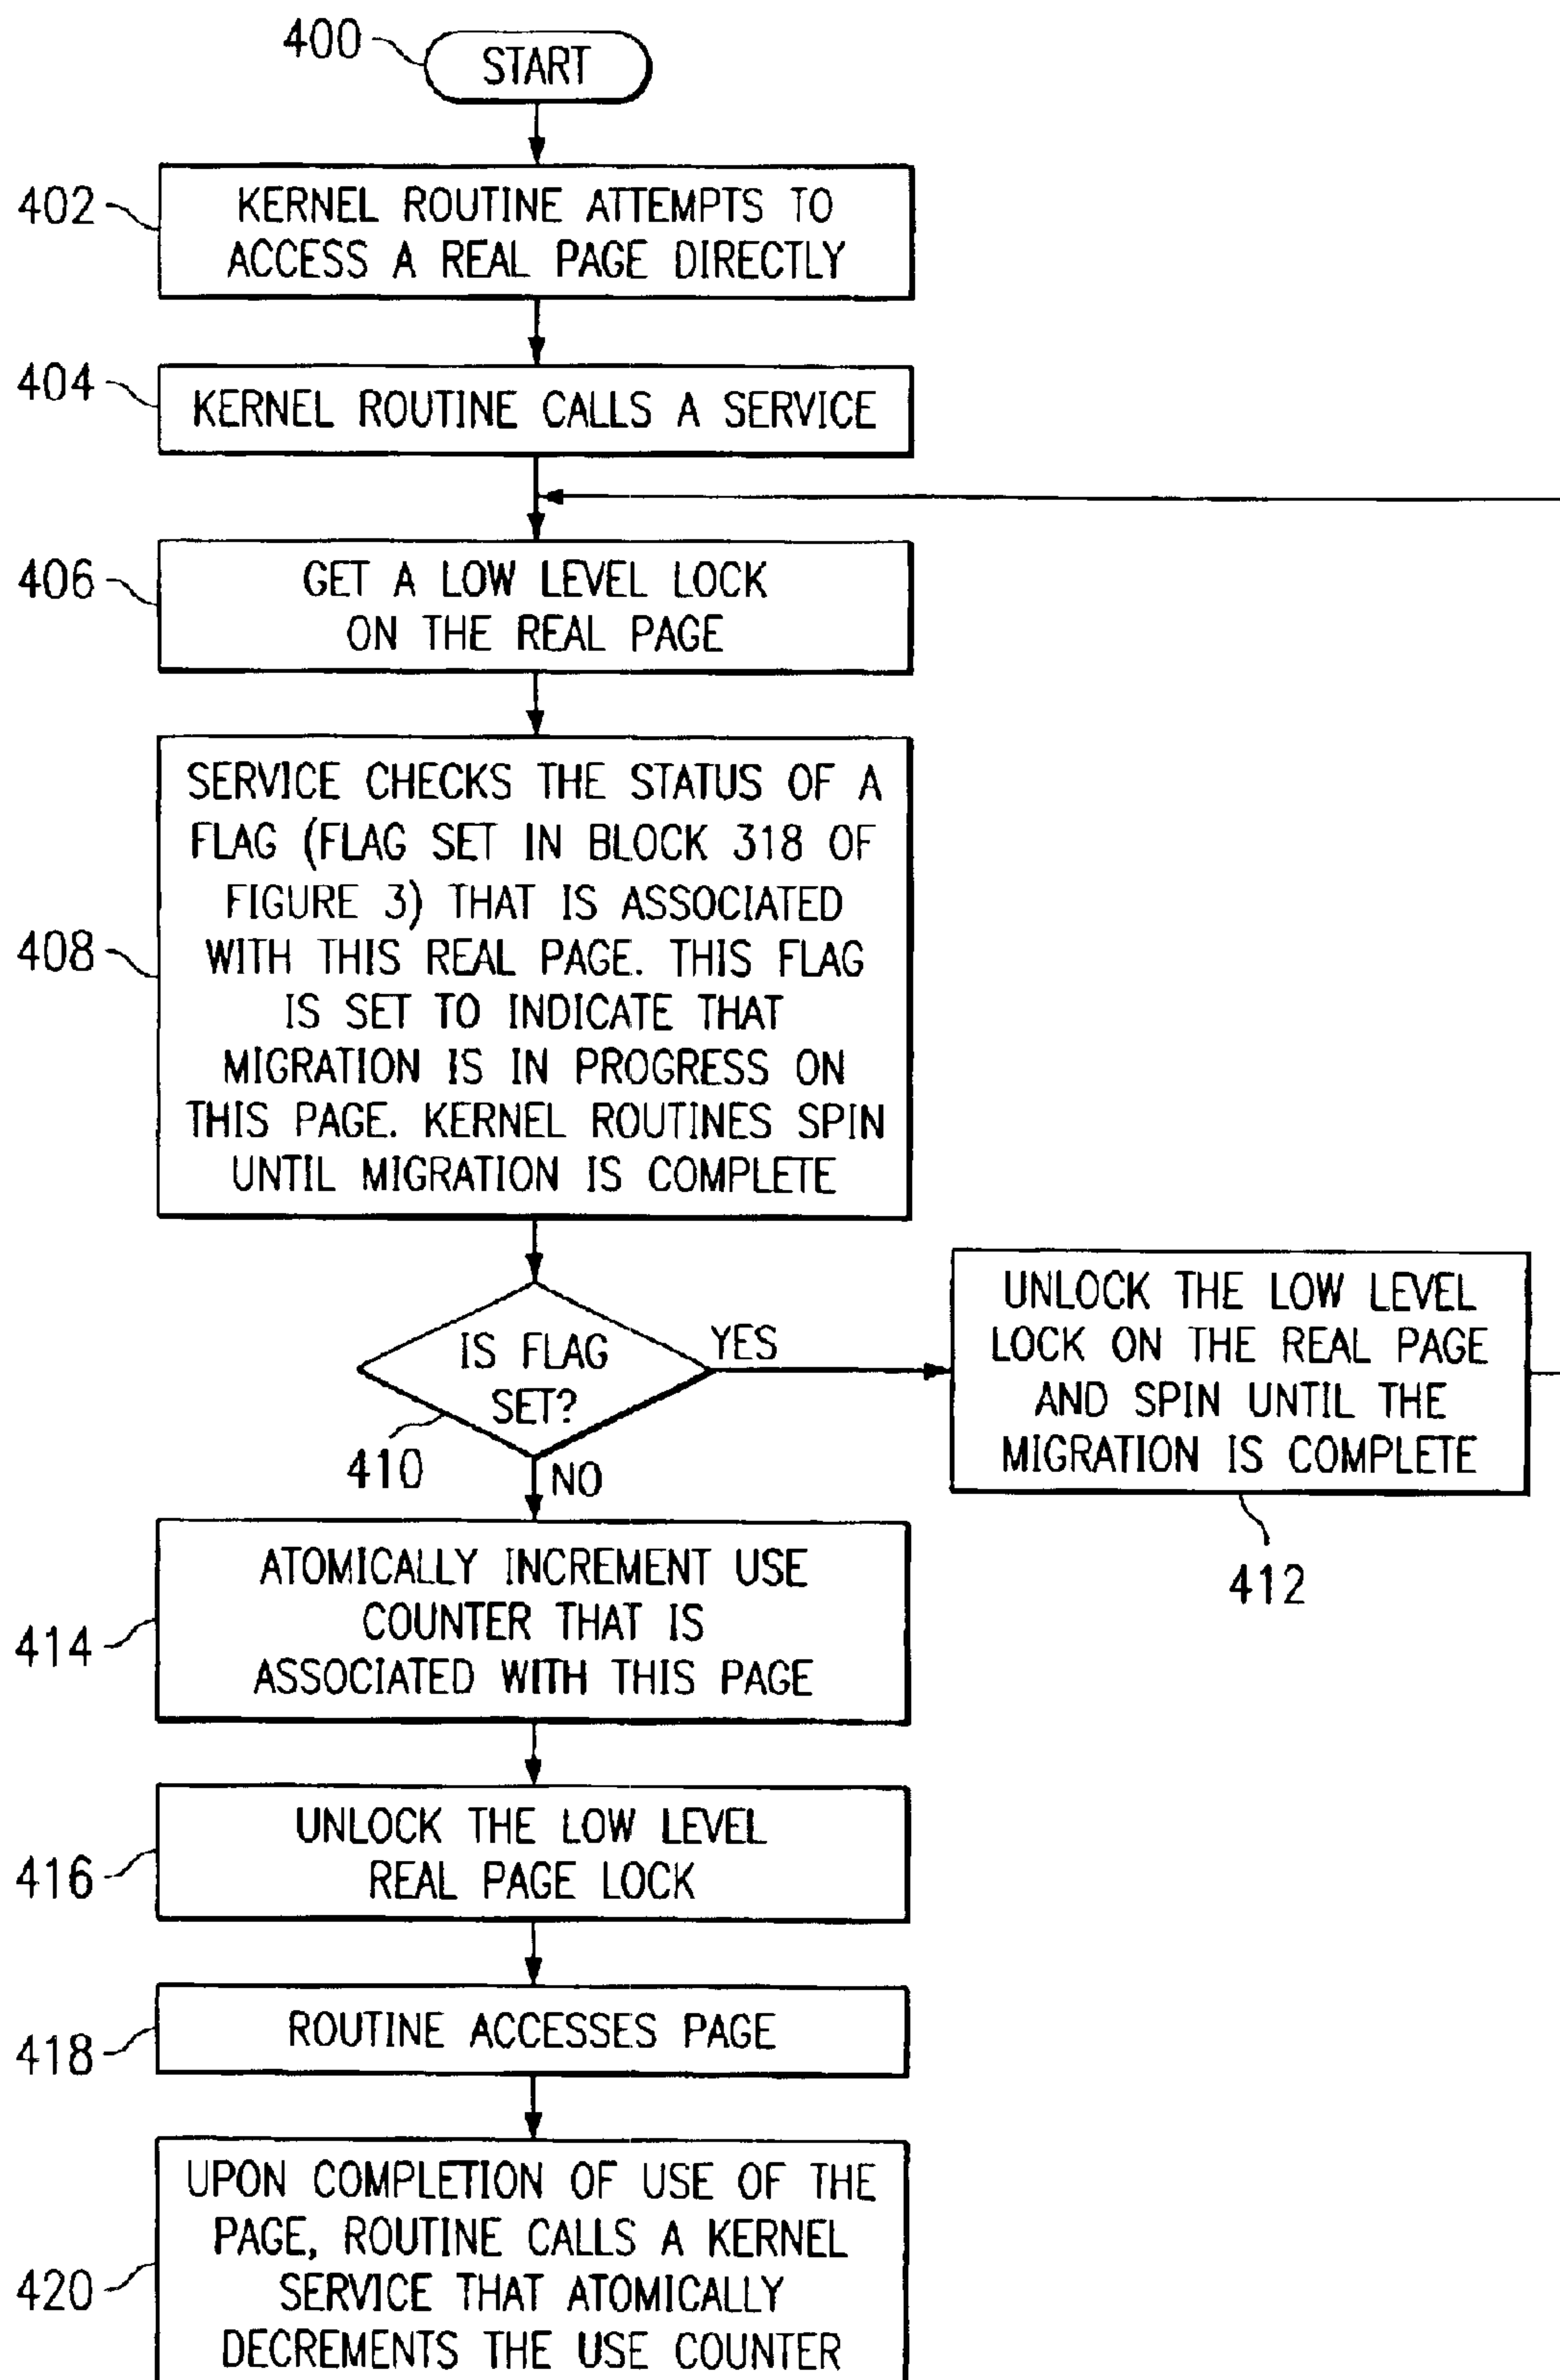 400
START
402
KERNEL ROUTINE ATTEMPTS TO
ACCESS A REAL PAGE DIRECTLY
404
KERNEL ROUTINE CALLS A SERVICE
406
GET A LOW LEVEL LOCK
ON THE REAL PAGE
408
SERVICE CHECKS THE STATUS OF A
FLAG (FLAG SET IN BLOCK 318 OF
FIGURE 3) THAT IS ASSOCIATED
WITH THIS REAL PAGE. THIS FLAG
IS SET TO INDICATE THAT
MIGRATION IS IN PROGRESS ON
THIS PAGE. KERNEL ROUTINES SPIN
UNTIL MIGRATION IS COMPLETE
IS FLAG
SET?
410
YES
NO
UNLOCK THE LOW LEVEL
LOCK ON THE REAL PAGE
AND SPIN UNTIL THE
MIGRATION IS COMPLETE
412
414
ATOMICALLY INCREMENT USE
COUNTER THAT IS
ASSOCIATED WITH THIS PAGE
416
UNLOCK THE LOW LEVEL
REAL PAGE LOCK
418
ROUTINE ACCESSES PAGE
420
UPON COMPLETION OF USE OF THE
PAGE, ROUTINE CALLS A KERNEL
SERVICE THAT ATOMICALLY
DECREMENTS THE USE COUNTER